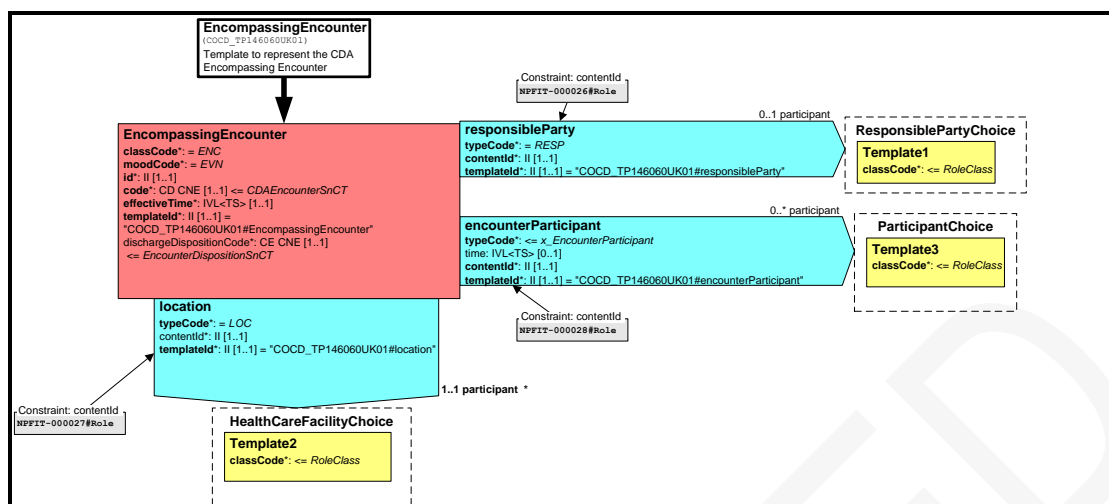 EncompassingEncounter
(COCD_TP146060UK01)
Template to represent the CDA
Encompassing Encounter
Constraint: contentId
NPFIT-000026#Role
0..1 participant
EncompassingEncounter
classCode*: = ENC
moodCode*: = EVN
id*: II [1..1]
code*: CD CNE [1..1] <= CDAEncounterSnCT
effectiveTime*: IVL<TS> [1..1]
templateId*: II [1..1] =
"COCD_TP146060UK01#EncompassingEncounter"
dischargeDispositionCode*: CE CNE [1..1]
<= EncounterDispositionSnCT
responsibleParty
typeCode*: = RESP
contentId*: II [1..1]
templateId*: II [1..1] = "COCD_TP146060UK01#responsibleParty"
ResponsiblePartyChoice
Template1
classCode*: <= RoleClass
0..* participant
encounterParticipant
typeCode*: <= x_EncounterParticipant
time: IVL<TS> [0..1]
contentId*: II [1..1]
templateId*: II [1..1] = "COCD_TP146060UK01#encounterParticipant"
ParticipantChoice
Template3
classCode*: <= RoleClass
Constraint: contentId
NPFIT-000028#Role
location
typeCode*: = LOC
contentId*: II [1..1]
templateId*: II [1..1] = "COCD_TP146060UK01#location"
1..1 participant *
Constraint: contentId
NPFIT-000027#Role
HealthCareFacilityChoice
Template2
classCode*: <= RoleClass